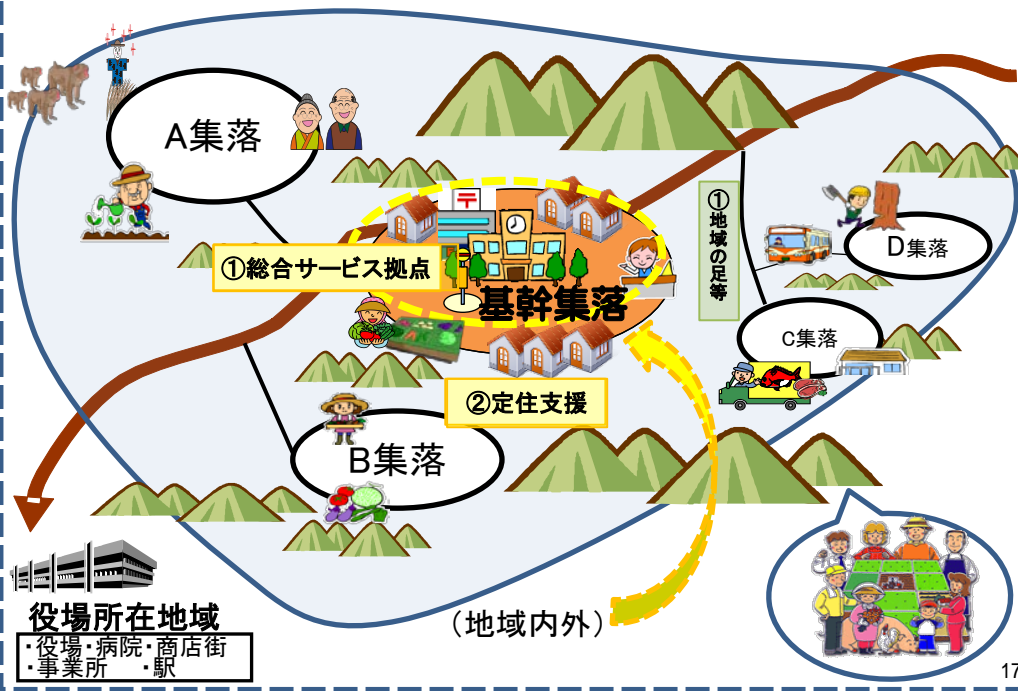 A集落
〒
①総合サービス拠点
基幹集落
①地域の足等
D集落
C集落
②定住支援
B集落
(地域内外)
役場所在地域
・役場・病院・商店街
・事業所　・駅
17